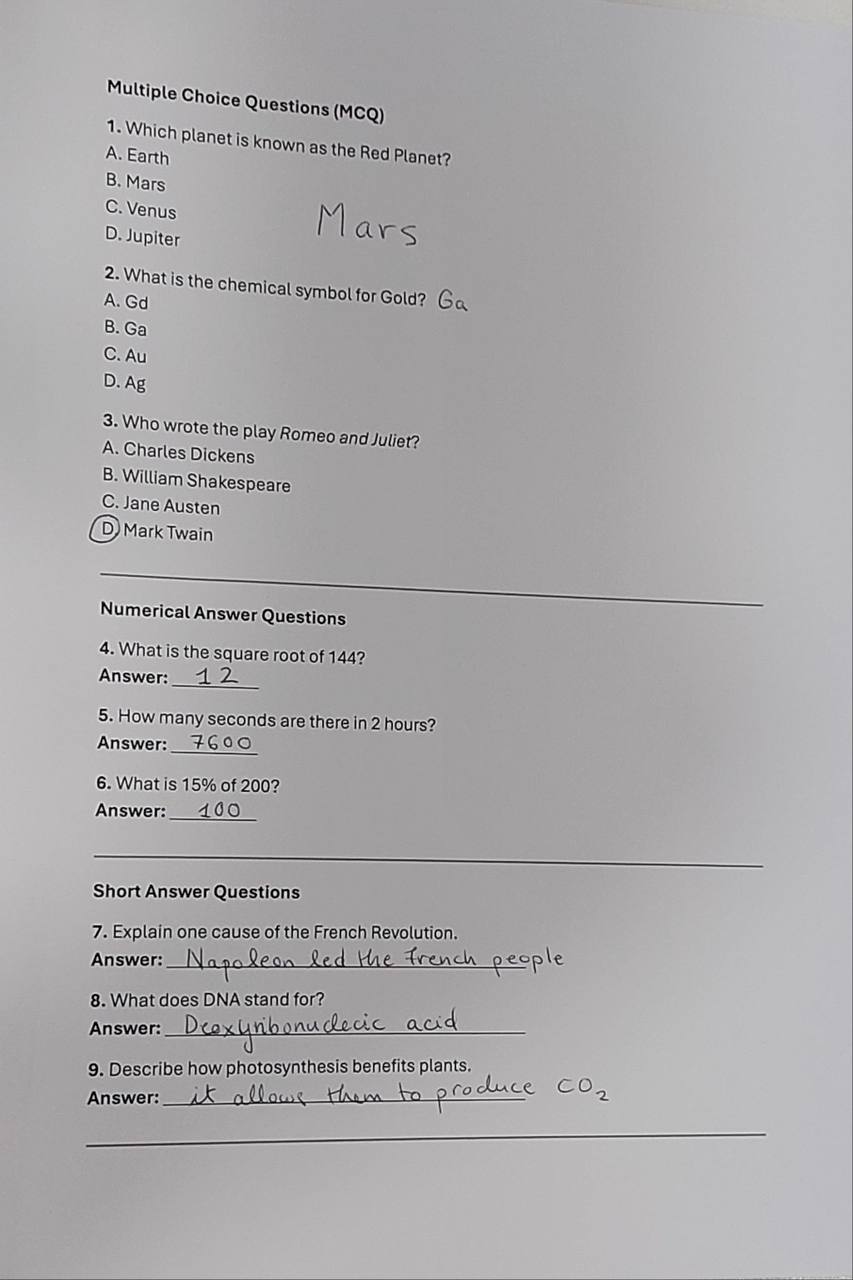 Multiple Choice Questions (MCQ)
1. Which planet is known as the Red Planet?
A. Earth
B. Mars
C. Venus
D. Jupiter
Mars
2. What is the chemical symbol for Gold? Ga
A. Gd
B. Ga
C. Au
D. Ag
3. Who wrote the play Romeo and Juliet?
A. Charles Dickens
B. William Shakespeare
C. Jane Austen
D. Mark Twain
Numerical Answer Questions
4. What is the square root of 144?
Answer: 12
5. How many seconds are there in 2 hours?
Answer: 7600
6. What is 15% of 200?
Answer: 100
Short Answer Questions
7. Explain one cause of the French Revolution.
Answer: Napoleon led the french people
8. What does DNA stand for?
Answer: Deoxyribonuclecic acid
9. Describe how photosynthesis benefits plants.
Answer: it allows them to produce CO₂